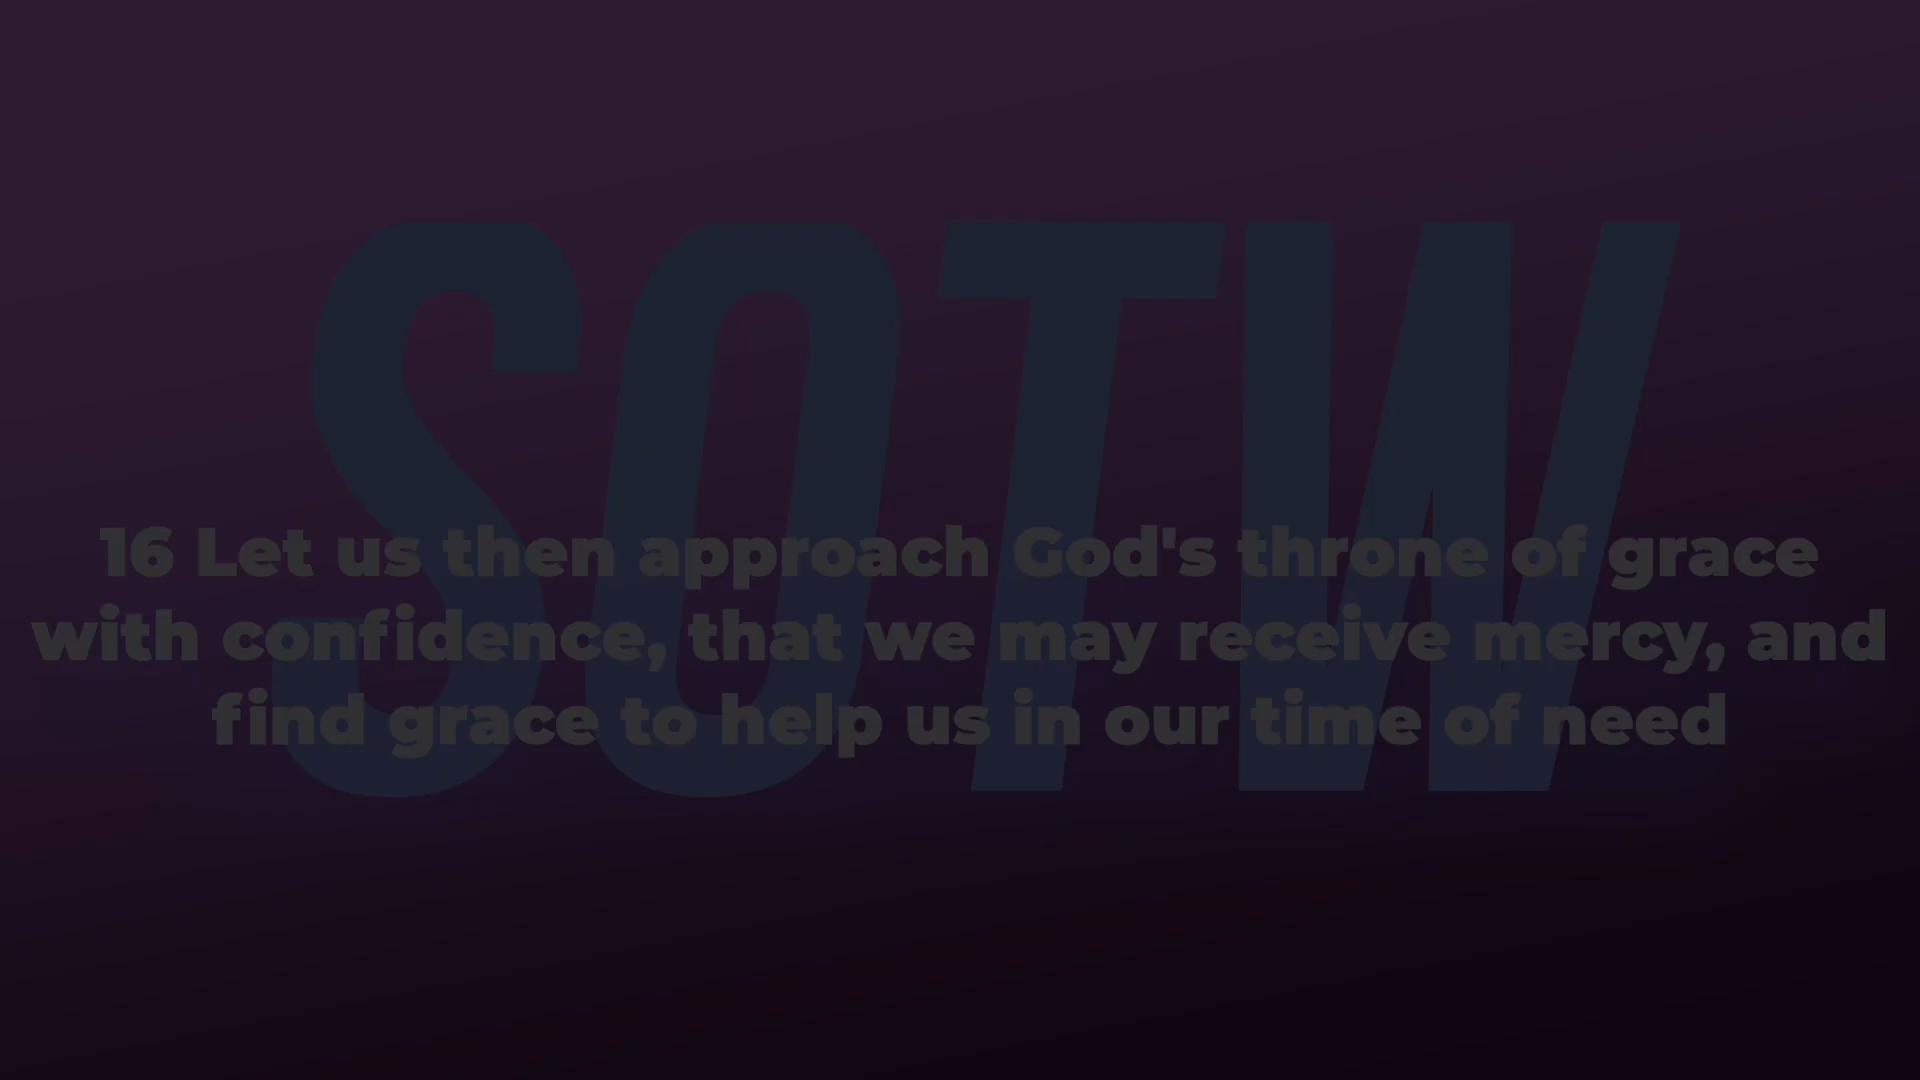 SOTW
16 Let us then approach God's throne of grace
with confidence, that we may receive mercy, and
find grace to help us in our time of need